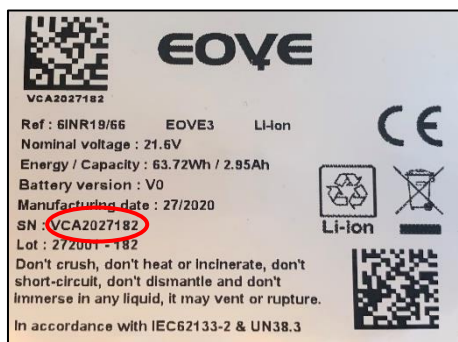 EOVE
VCA2027182
Ref : 6INR19/66 EOVE3 Li-Ion
Nominal voltage : 21.6V
Energy / Capacity : 63.72Wh / 2.95Ah
Battery version : V0
Manufacturing date : 27/2020
SN : VCA2027182
Lot : 272001 - 182
Li-ion
Don't crush, don't heat or incinerate, don't
short-circuit, don't dismantle and don't
immerse in any liquid, it may vent or rupture.
In accordance with IEC62133-2 & UN38.3